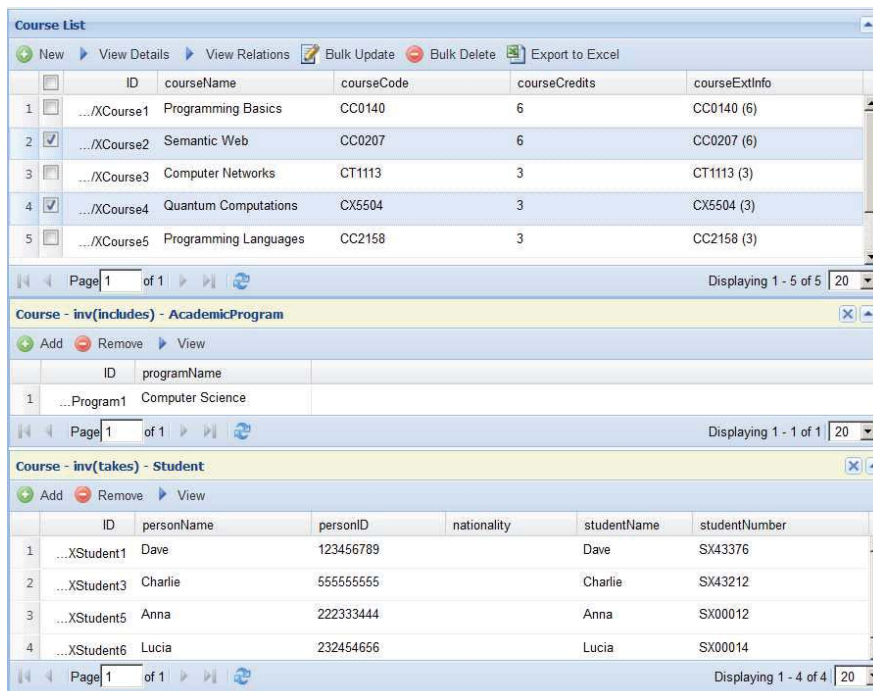 Course List
New View Details View Relations Bulk Update Bulk Delete Export to Excel
ID courseName courseCode courseCredits courseExtInfo
1 .../XCourse1 Programming Basics CC0140 6 CC0140 (6)
2 .../XCourse2 Semantic Web CC0207 6 CC0207 (6)
3 .../XCourse3 Computer Networks CT1113 3 CT1113 (3)
4 .../XCourse4 Quantum Computations CX5504 3 CX5504 (3)
5 .../XCourse5 Programming Languages CC2158 3 CC2158 (3)
Page 1 of 1 Displaying 1 - 5 of 5 20
Course - inv(includes) - AcademicProgram
Add Remove View
ID programName
1 ...Program1 Computer Science
Page 1 of 1 Displaying 1 - 1 of 1 20
Course - inv(takes) - Student
Add Remove View
ID personName personID nationality studentName studentNumber
1 ...XStudent1 Dave 123456789 Dave SX43376
2 ...XStudent3 Charlie 555555555 Charlie SX43212
3 ...XStudent5 Anna 222333444 Anna SX00012
4 ...XStudent6 Lucia 232454656 Lucia SX00014
Page 1 of 1 Displaying 1 - 4 of 4 20